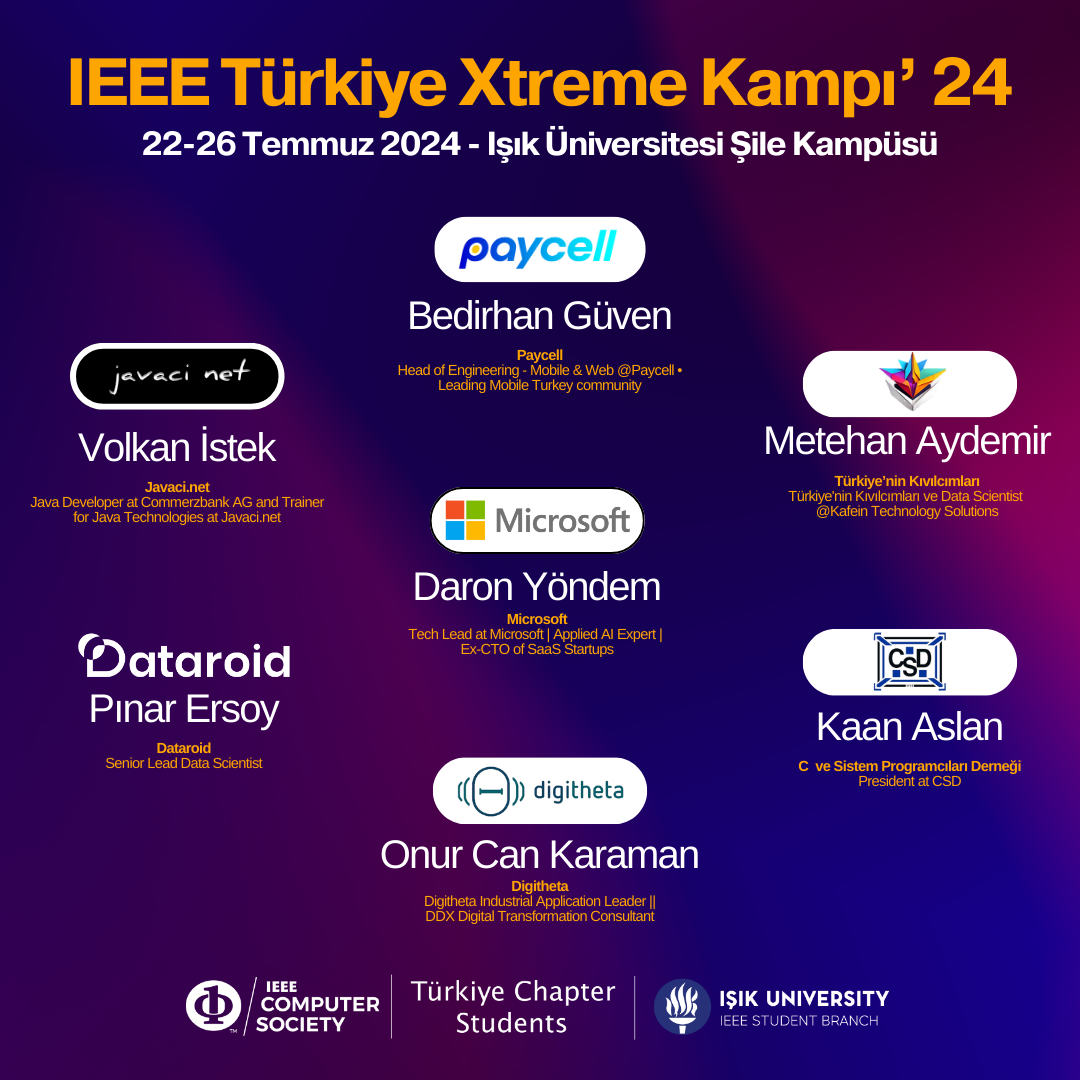 IEEE Türkiye Xtreme Kampı’ 24
22-26 Temmuz 2024 - Işık Üniversitesi Şile Kampüsü
paycell
Bedirhan Güven
Paycell
Head of Engineering - Mobile & Web @Paycell •
Leading Mobile Turkey community
javaci net
Volkan İstek
Javaci.net
Java Developer at Commerzbank AG and Trainer
for Java Technologies at Javaci.net
Metehan Aydemir
Türkiye’nin Kıvılcımları
Türkiye'nin Kıvılcımları ve Data Scientist
@Kafein Technology Solutions
Microsoft
Daron Yöndem
Microsoft
Tech Lead at Microsoft | Applied AI Expert |
Ex-CTO of SaaS Startups
Dataroid
Pınar Ersoy
Dataroid
Senior Lead Data Scientist
CSD
Kaan Aslan
C  ve Sistem Programcıları Derneği
President at CSD
digitheta
Onur Can Karaman
Digitheta
Digitheta Industrial Application Leader ||
DDX Digital Transformation Consultant
IEEE
COMPUTER
SOCIETY
TM
Türkiye Chapter
Students
IŞIK UNIVERSITY
IEEE STUDENT BRANCH